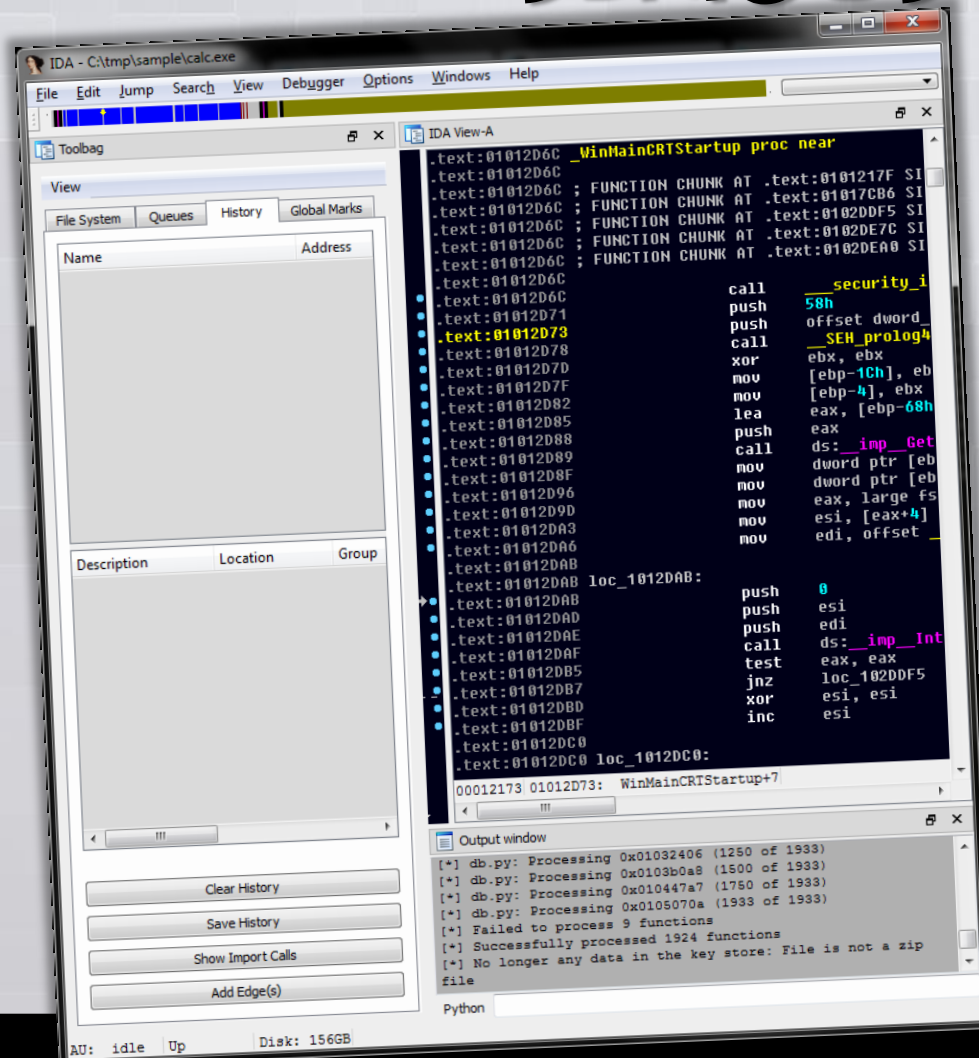 IDA - C:\tmp\sample\calc.exe
File Edit Jump Search View Debugger Options Windows Help
Toolbag
View
File System Queues History Global Marks
Name Address
Description Location Group
Clear History
Save History
Show Import Calls
Add Edge(s)
IDA View-A
.text:01012D6C _WinMainCRTStartup proc near
.text:01012D6C
.text:01012D6C ; FUNCTION CHUNK AT .text:0101217F SI
.text:01012D6C ; FUNCTION CHUNK AT .text:01017CB6 SI
.text:01012D6C ; FUNCTION CHUNK AT .text:0102DDF5 SI
.text:01012D6C ; FUNCTION CHUNK AT .text:0102DE7C SI
.text:01012D6C ; FUNCTION CHUNK AT .text:0102DEA0 SI
.text:01012D6C
.text:01012D6C call ___security_i
.text:01012D71 push 58h
.text:01012D73 push offset dword_
.text:01012D78 call __SEH_prolog4
.text:01012D7D xor ebx, ebx
.text:01012D7F mov [ebp-1Ch], eb
.text:01012D82 mov [ebp-4], ebx
.text:01012D85 lea eax, [ebp-68h
.text:01012D88 push eax
.text:01012D89 call ds:__imp__Get
.text:01012D8F mov dword ptr [eb
.text:01012D96 mov dword ptr [eb
.text:01012D9D mov eax, large fs
.text:01012DA3 mov esi, [eax+4]
.text:01012DA6 mov edi, offset _
.text:01012DAB
.text:01012DAB loc_1012DAB:
.text:01012DAB push 0
.text:01012DAD push esi
.text:01012DAE push edi
.text:01012DAF call ds:__imp__Int
.text:01012DB5 test eax, eax
.text:01012DB7 jnz loc_102DDF5
.text:01012DBD xor esi, esi
.text:01012DBF inc esi
.text:01012DC0
.text:01012DC0 loc_1012DC0:
00012173 01012D73: WinMainCRTStartup+7
Output window
[*] db.py: Processing 0x01032406 (1250 of 1933)
[*] db.py: Processing 0x0103b0a8 (1500 of 1933)
[*] db.py: Processing 0x010447a7 (1750 of 1933)
[*] db.py: Processing 0x0105070a (1933 of 1933)
[*] Failed to process 9 functions
[*] Successfully processed 1924 functions
[*] No longer any data in the key store: File is not a zip
file
Python
AU: idle Up Disk: 156GB